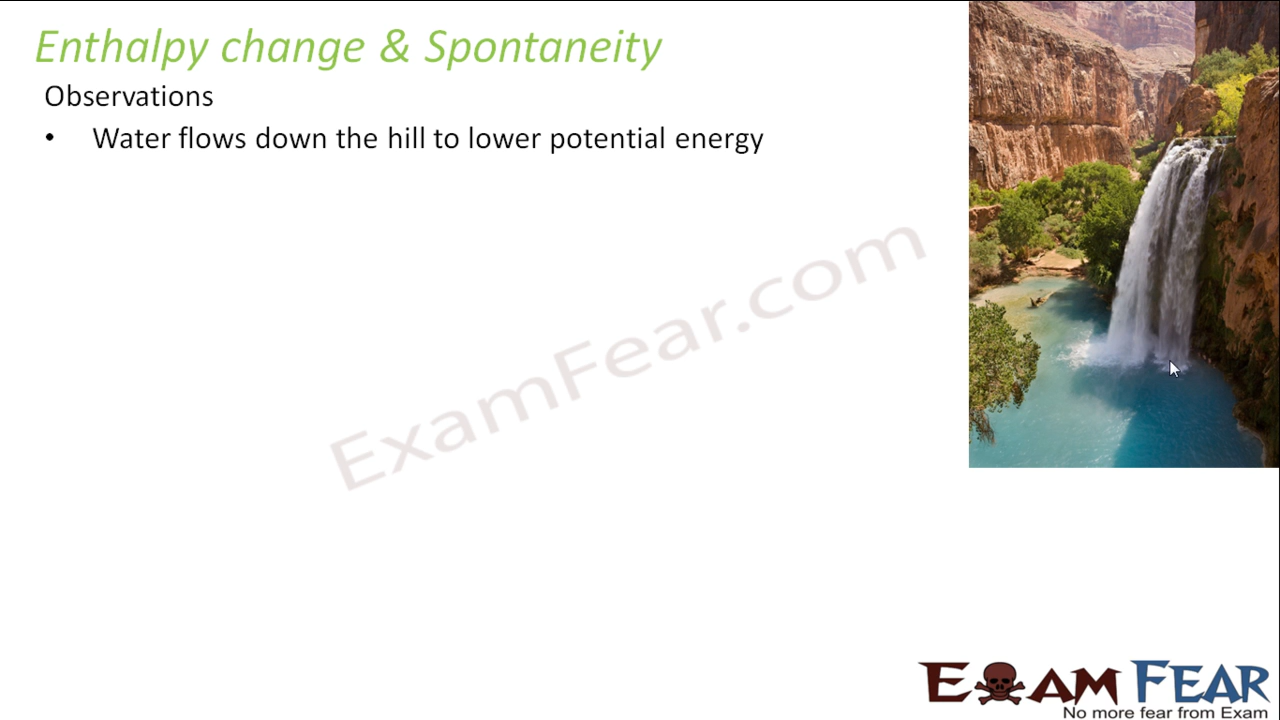 Enthalpy change & Spontaneity
Observations
• Water flows down the hill to lower potential energy
ExamFear.com
EXAM FEAR
No more fear from Exam